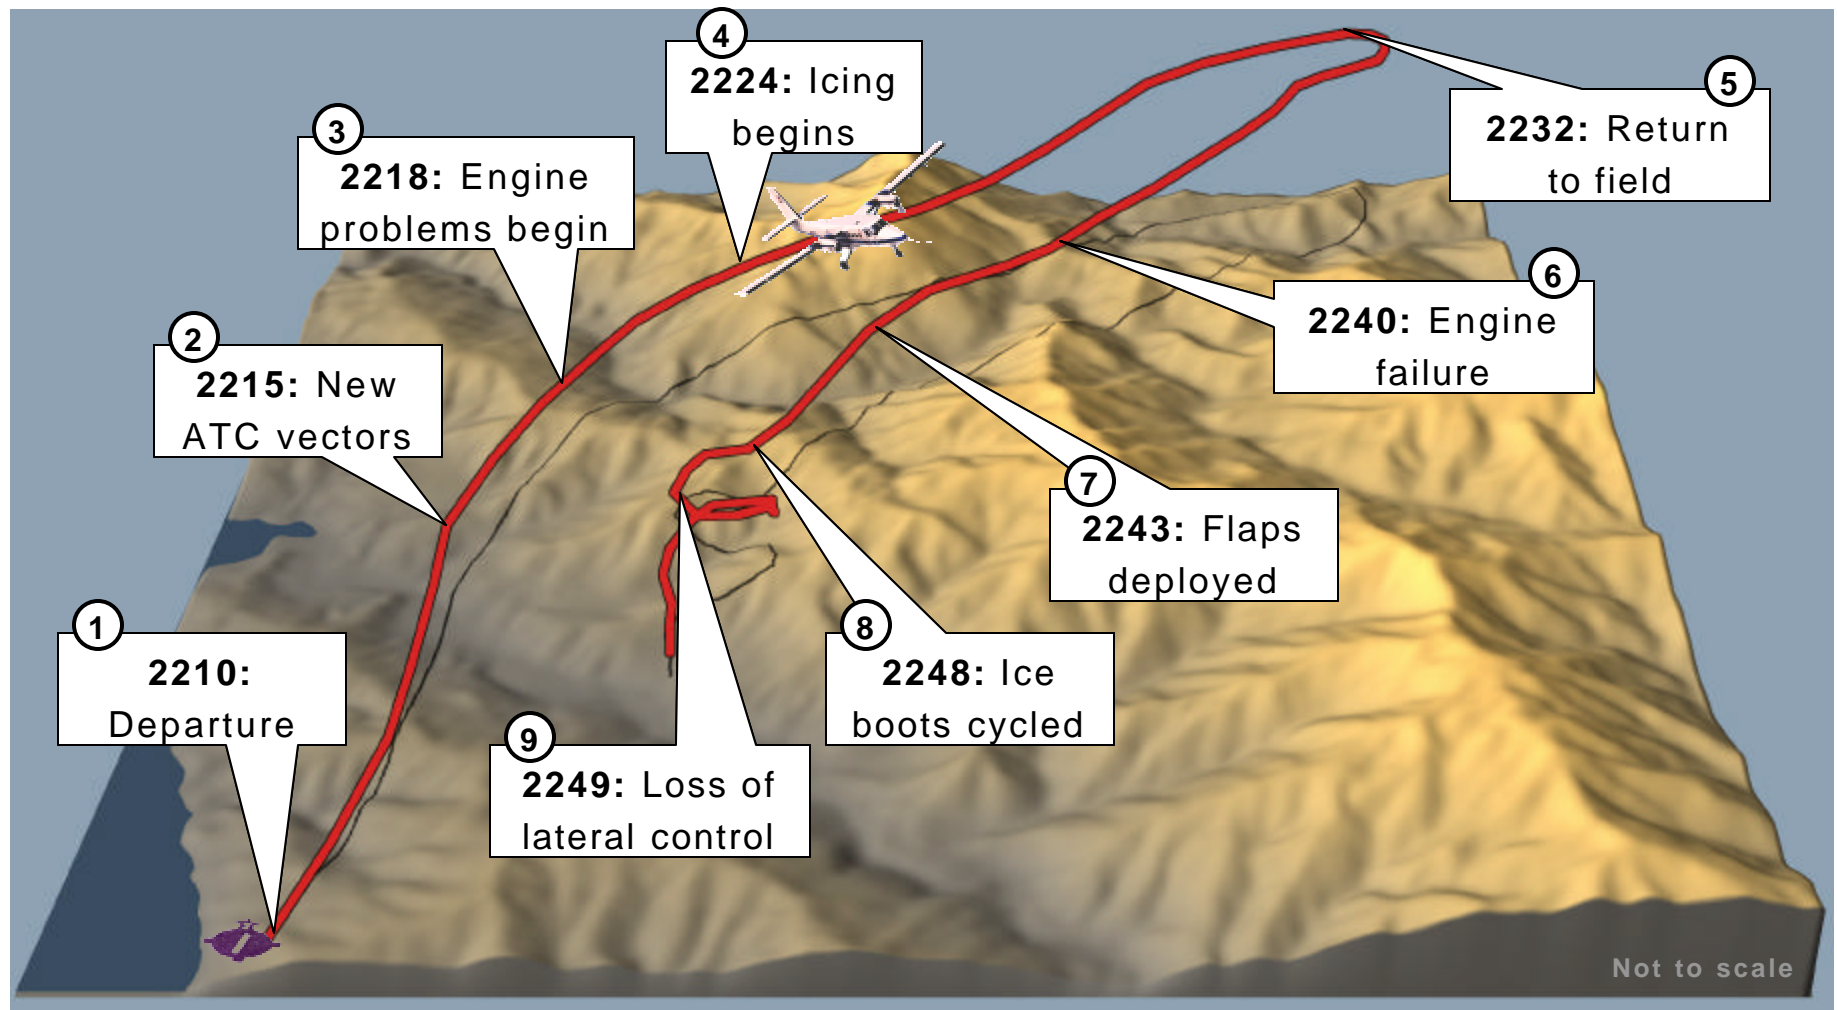 1
2210:
Departure
2
2215: New
ATC vectors
3
2218: Engine
problems begin
4
2224: Icing
begins
5
2232: Return
to field
6
2240: Engine
failure
7
2243: Flaps
deployed
8
2248: Ice
boots cycled
9
2249: Loss of
lateral control
Not to scale